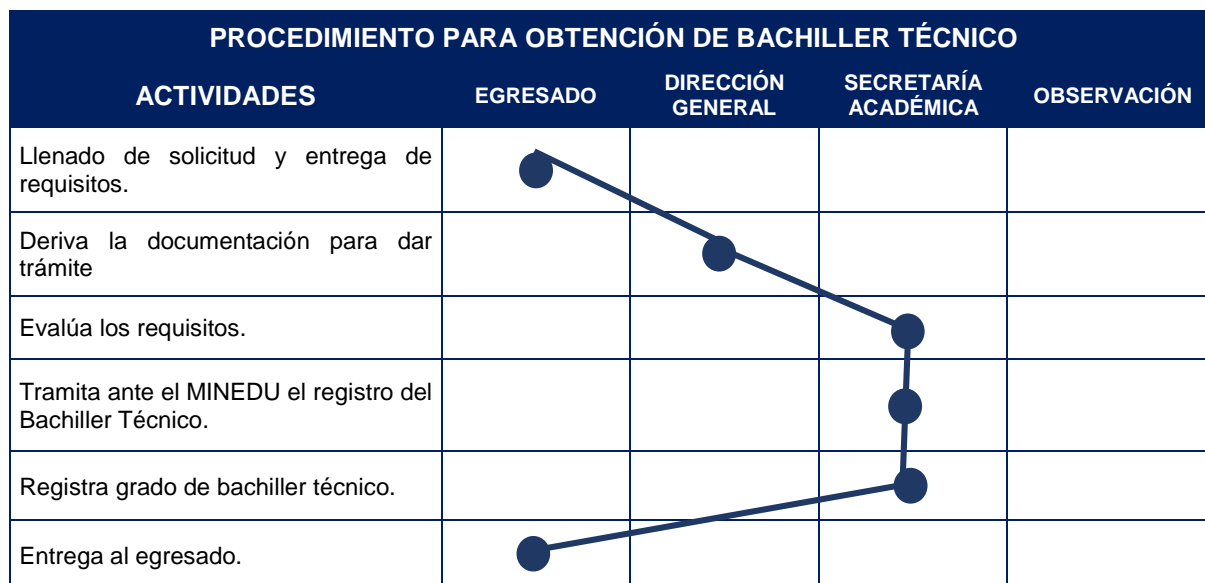 PROCEDIMIENTO PARA OBTENCIÓN DE BACHILLER TÉCNICO
ACTIVIDADES
EGRESADO
DIRECCIÓN
GENERAL
SECRETARÍA
ACADÉMICA
OBSERVACIÓN
Llenado de solicitud y entrega de
requisitos.
Deriva la documentación para dar
trámite
Evalúa los requisitos.
Tramita ante el MINEDU el registro del
Bachiller Técnico.
Registra grado de bachiller técnico.
Entrega al egresado.